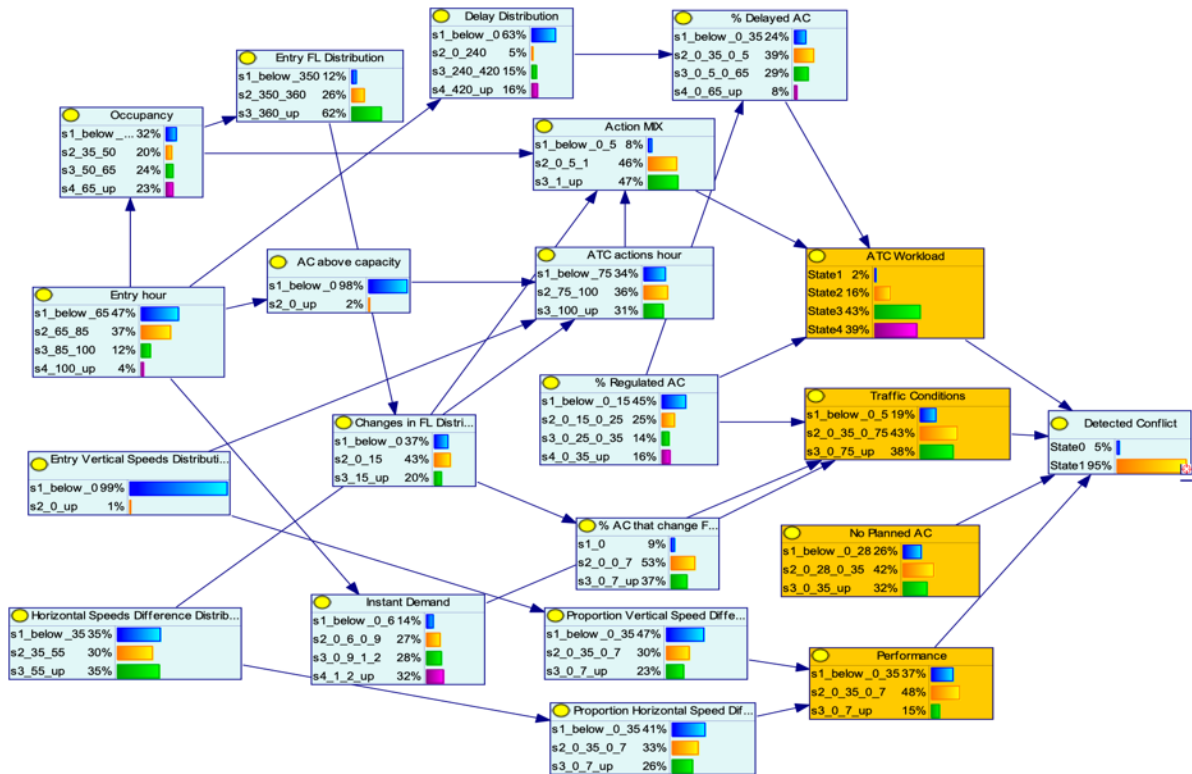 Delay Distribution
s1_below_0 63%
s2_0_240 5%
s3_240_420 15%
s4_420_up 16%
% Delayed AC
s1_below_0_35 24%
s2_0_35_0_5 39%
s3_0_5_0_65 29%
s4_0_65_up 8%
Entry FL Distribution
s1_below_350 12%
s2_350_360 26%
s3_360_up 62%
Occupancy
s1_below_... 32%
s2_35_50 20%
s3_50_65 24%
s4_65_up 23%
Action MIX
s1_below_0_5 8%
s2_0_5_1 46%
s3_1_up 47%
AC above capacity
s1_below_0 98%
s2_0_up 2%
ATC actions hour
s1_below_75 34%
s2_75_100 36%
s3_100_up 31%
ATC Workload
State1 2%
State2 16%
State3 43%
State4 39%
Entry hour
s1_below_65 47%
s2_65_85 37%
s3_85_100 12%
s4_100_up 4%
% Regulated AC
s1_below_0_15 45%
s2_0_15_0_25 25%
s3_0_25_0_35 14%
s4_0_35_up 16%
Traffic Conditions
s1_below_0_5 19%
s2_0_35_0_75 43%
s3_0_75_up 38%
Changes in FL Distri...
s1_below_0 37%
s2_0_15 43%
s3_15_up 20%
Detected Conflict
State0 5%
State1 95%
Entry Vertical Speeds Distributi...
s1_below_0 99%
s2_0_up 1%
% AC that change F...
s1_0 9%
s2_0_0_7 53%
s3_0_7_up 37%
No Planned AC
s1_below_0_28 26%
s2_0_28_0_35 42%
s3_0_35_up 32%
Horizontal Speeds Difference Distrib...
s1_below_35 35%
s2_35_55 30%
s3_55_up 35%
Instant Demand
s1_below_0_6 14%
s2_0_6_0_9 27%
s3_0_9_1_2 28%
s4_1_2_up 32%
Proportion Vertical Speed Diffe...
s1_below_0_35 47%
s2_0_35_0_7 30%
s3_0_7_up 23%
Performance
s1_below_0_35 37%
s2_0_35_0_7 48%
s3_0_7_up 15%
Proportion Horizontal Speed Dif...
s1_below_0_35 41%
s2_0_35_0_7 33%
s3_0_7_up 26%